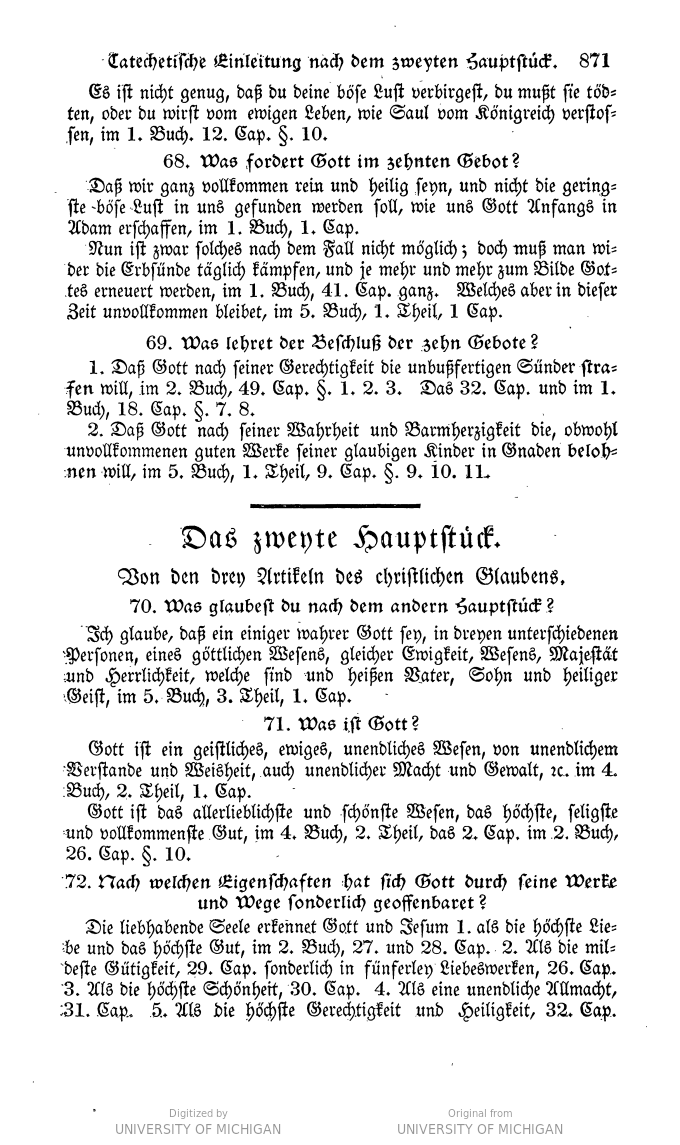 Catechetische Einleitung nach dem zweyten Hauptstück. 871
Es ist nicht genug, daß du deine böse Lust verbirgest, du mußt sie töd-
ten, oder du wirst vom ewigen Leben, wie Saul vom Königreich verstos-
sen, im 1. Buch. 12. Cap. §. 10.
68. Was fordert Gott im zehnten Gebot?
Daß wir ganz vollkommen rein und heilig seyn, und nicht die gering-
ste böse Lust in uns gefunden werden soll, wie uns Gott Anfangs in
Adam erschaffen, im 1. Buch, 1. Cap.
Nun ist zwar solches nach dem Fall nicht möglich; doch muß man wi-
der die Erbsünde täglich kämpfen, und je mehr und mehr zum Bilde Got-
tes erneuert werden, im 1. Buch, 41. Cap. ganz. Welches aber in dieser
Zeit unvollkommen bleibet, im 5. Buch, 1. Theil, 1 Cap.
69. Was lehret der Beschluß der zehn Gebote?
1. Daß Gott nach seiner Gerechtigkeit die unbußfertigen Sünder stra-
fen will, im 2. Buch, 49. Cap. §. 1. 2. 3. Das 32. Cap. und im 1.
Buch, 18. Cap. §. 7. 8.
2. Daß Gott nach seiner Wahrheit und Barmherzigkeit die, obwohl
unvollkommenen guten Werke seiner glaubigen Kinder in Gnaden beloh-
nen will, im 5. Buch, 1. Theil, 9. Cap. §. 9. 10. 11.
Das zweyte Hauptstück.
Von den drey Artikeln des christlichen Glaubens.
70. Was glaubest du nach dem andern Hauptstück?
Ich glaube, daß ein einiger wahrer Gott sey, in dreyen unterschiedenen
Personen, eines göttlichen Wesens, gleicher Ewigkeit, Wesens, Majestät
und Herrlichkeit, welche sind und heißen Vater, Sohn und heiliger
Geist, im 5. Buch, 3. Theil, 1. Cap.
71. Was ist Gott?
Gott ist ein geistliches, ewiges, unendliches Wesen, von unendlichem
Verstande und Weisheit, auch unendlicher Macht und Gewalt, ꝛc. im 4.
Buch, 2. Theil, 1. Cap.
Gott ist das allerlieblichste und schönste Wesen, das höchste, seligste
und vollkommenste Gut, im 4. Buch, 2. Theil, das 2. Cap. im 2. Buch,
26. Cap. §. 10.
72. Nach welchen Eigenschaften hat sich Gott durch seine Werke
und Wege sonderlich geoffenbaret?
Die liebhabende Seele erkennet Gott und Jesum 1. als die höchste Lie-
be und das höchste Gut, im 2. Buch, 27. und 28. Cap. 2. Als die mil-
deste Gütigkeit, 29. Cap. sonderlich in fünferley Liebeswerken, 26. Cap.
3. Als die höchste Schönheit, 30. Cap. 4. Als eine unendliche Allmacht,
31. Cap. 5. Als die höchste Gerechtigkeit und Heiligkeit, 32. Cap.
Digitized by
UNIVERSITY OF MICHIGAN
Original from
UNIVERSITY OF MICHIGAN